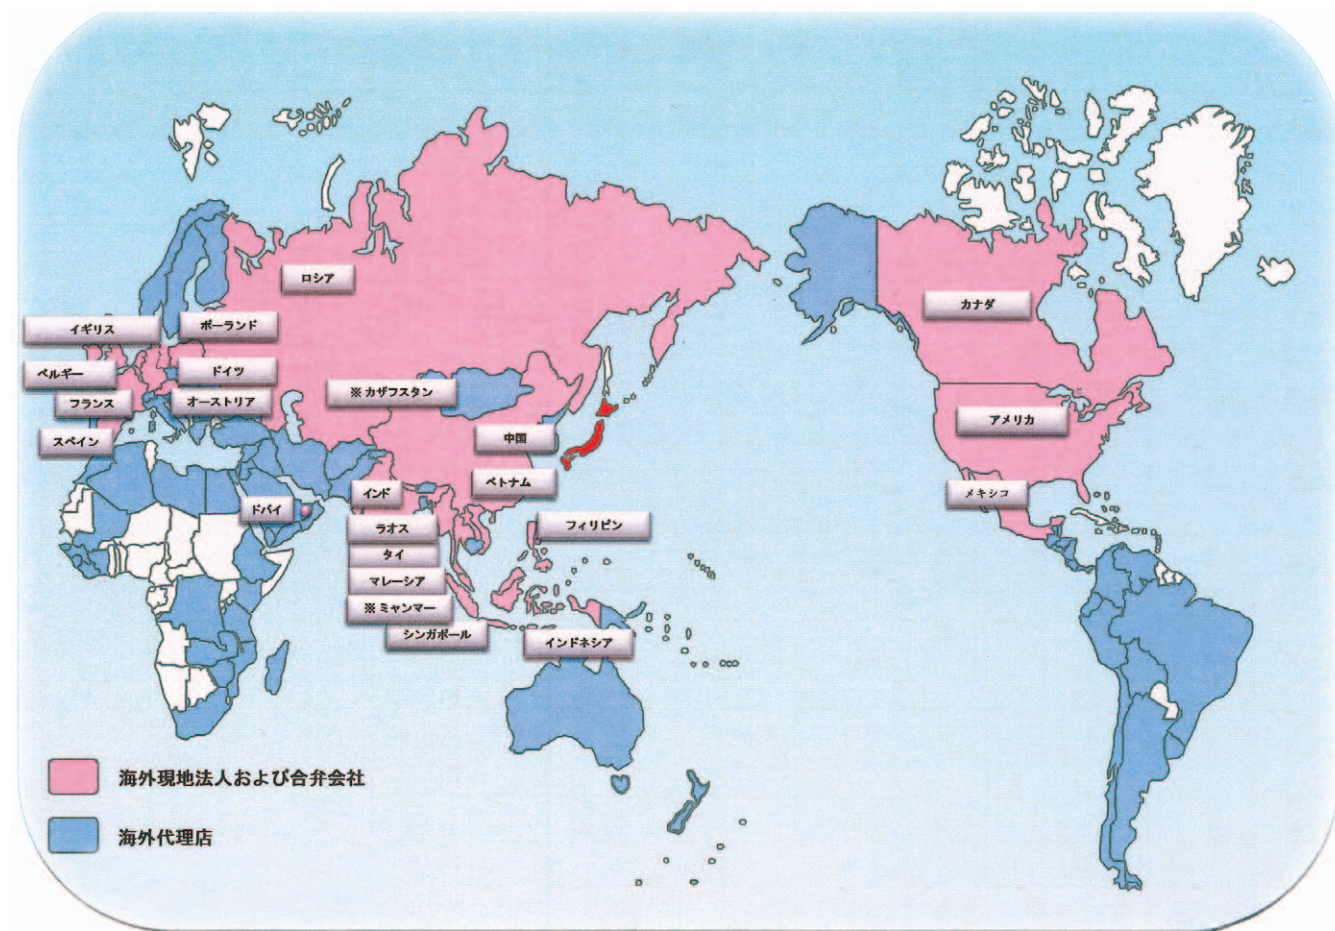 ロシア
カナダ
イギリス
ポーランド
ベルギー
ドイツ
※ カザフスタン
フランス
オーストリア
アメリカ
スペイン
中国
ベトナム
メキシコ
ドバイ
インド
ラオス
フィリピン
タイ
マレーシア
※ ミャンマー
シンガポール
インドネシア
海外現地法人および合弁会社
海外代理店